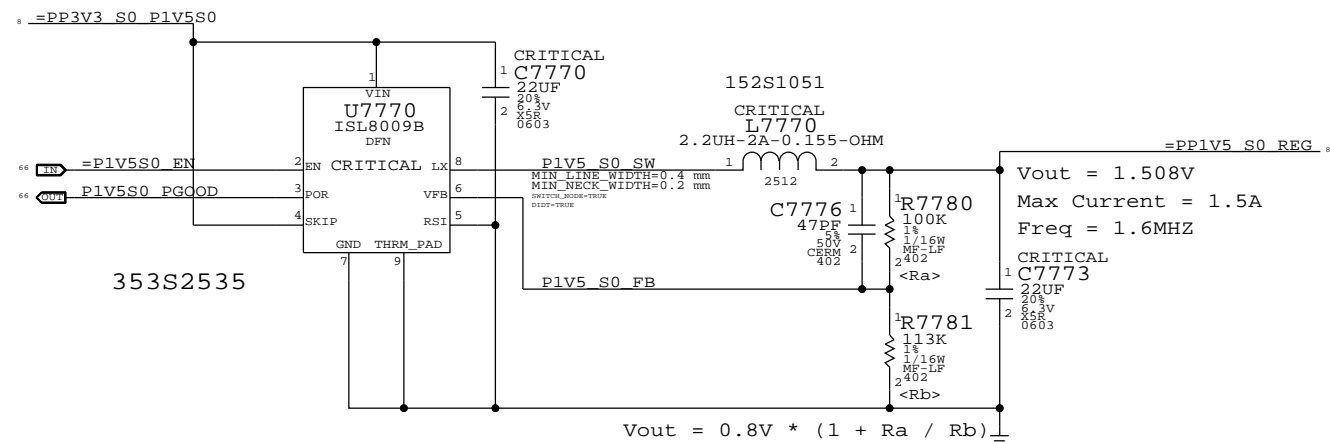 8 =PP3V3_S0_P1V5S0
CRITICAL
1 C7770
22UF
20%
6.3V
2 X5R
0603
1
VIN
U7770
ISL8009B
DFN
CRITICAL
66 IN =P1V5S0_EN 2 EN
66 OUT P1V5S0_PGOOD 3 POR
4 SKIP
LX 8
VFB 6
RSI 5
GND THRM_PAD
7 9
353S2535
P1V5_S0_SW
MIN_LINE_WIDTH=0.4 mm
MIN_NECK_WIDTH=0.2 mm
SWITCH_NODE=TRUE
DIDT=TRUE
P1V5_S0_FB
152S1051
CRITICAL
L7770
2.2UH-2A-0.155-OHM
1 2
2512
C7776 1
47PF
5%
50V
CERM 2
402
1 R7780
100K
1%
1/16W
MF-LF
2 402
<Ra>
1 R7781
113K
1%
1/16W
MF-LF
2 402
<Rb>
=PP1V5_S0_REG 8
Vout = 1.508V
Max Current = 1.5A
Freq = 1.6MHZ
CRITICAL
1 C7773
22UF
20%
6.3V
2 X5R
0603
Vout = 0.8V * (1 + Ra / Rb)